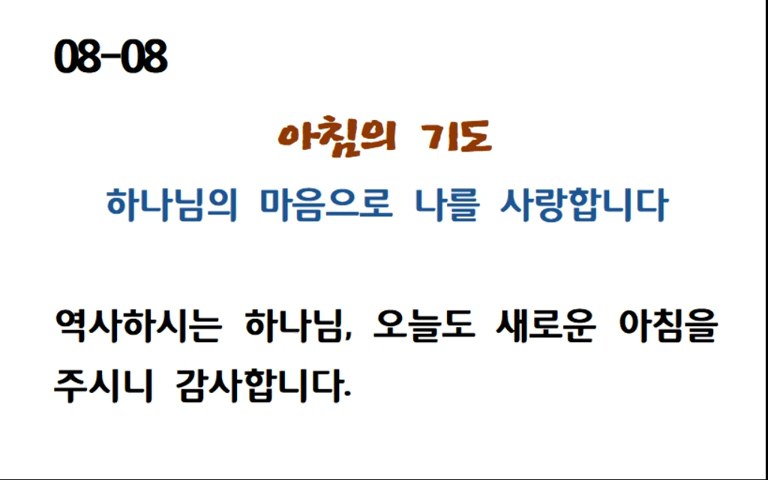 08-08
아침의 기도
하나님의 마음으로 나를 사랑합니다
역사하시는 하나님, 오늘도 새로운 아침을
주시니 감사합니다.